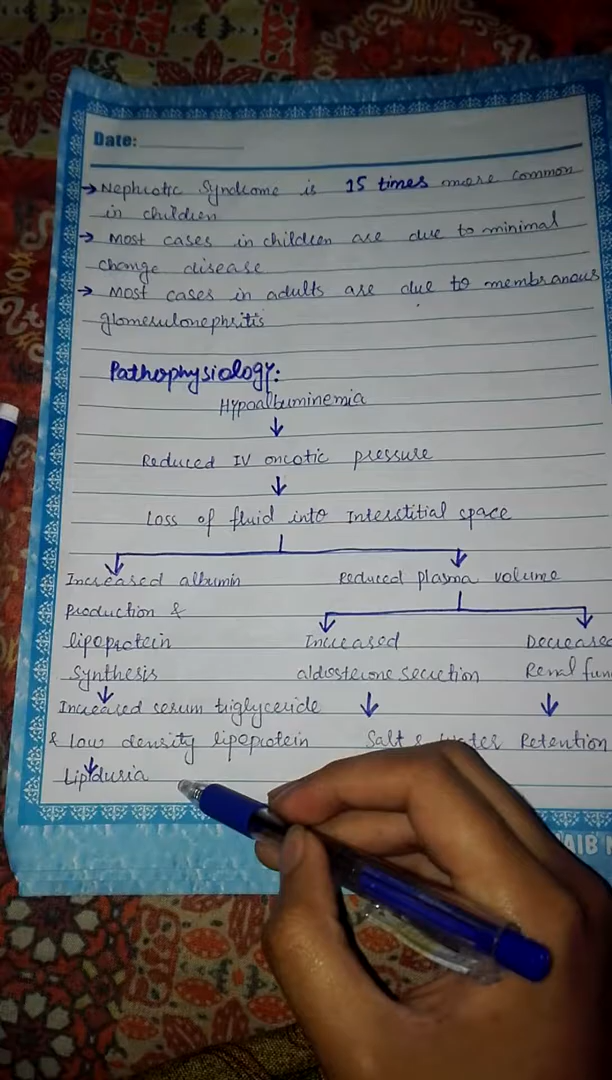 Date:
→ Nephrotic Syndrome is 15 times more common
in children
→ Most cases in children are due to minimal
change disease
→ Most cases in adults are due to membranous
glomerulonephritis
Pathophysiology:
Hypoalbuminemia
Reduced IV oncotic pressure
Loss of fluid into Interstitial space
Increased albumin
production &
lipoprotein
Synthesis
Reduced plasma volume
Increased
aldosterone secretion
Decreased
Renal
Increased serum triglyceride
& low density lipoprotein
Salt & Water Retention
Lipiduria